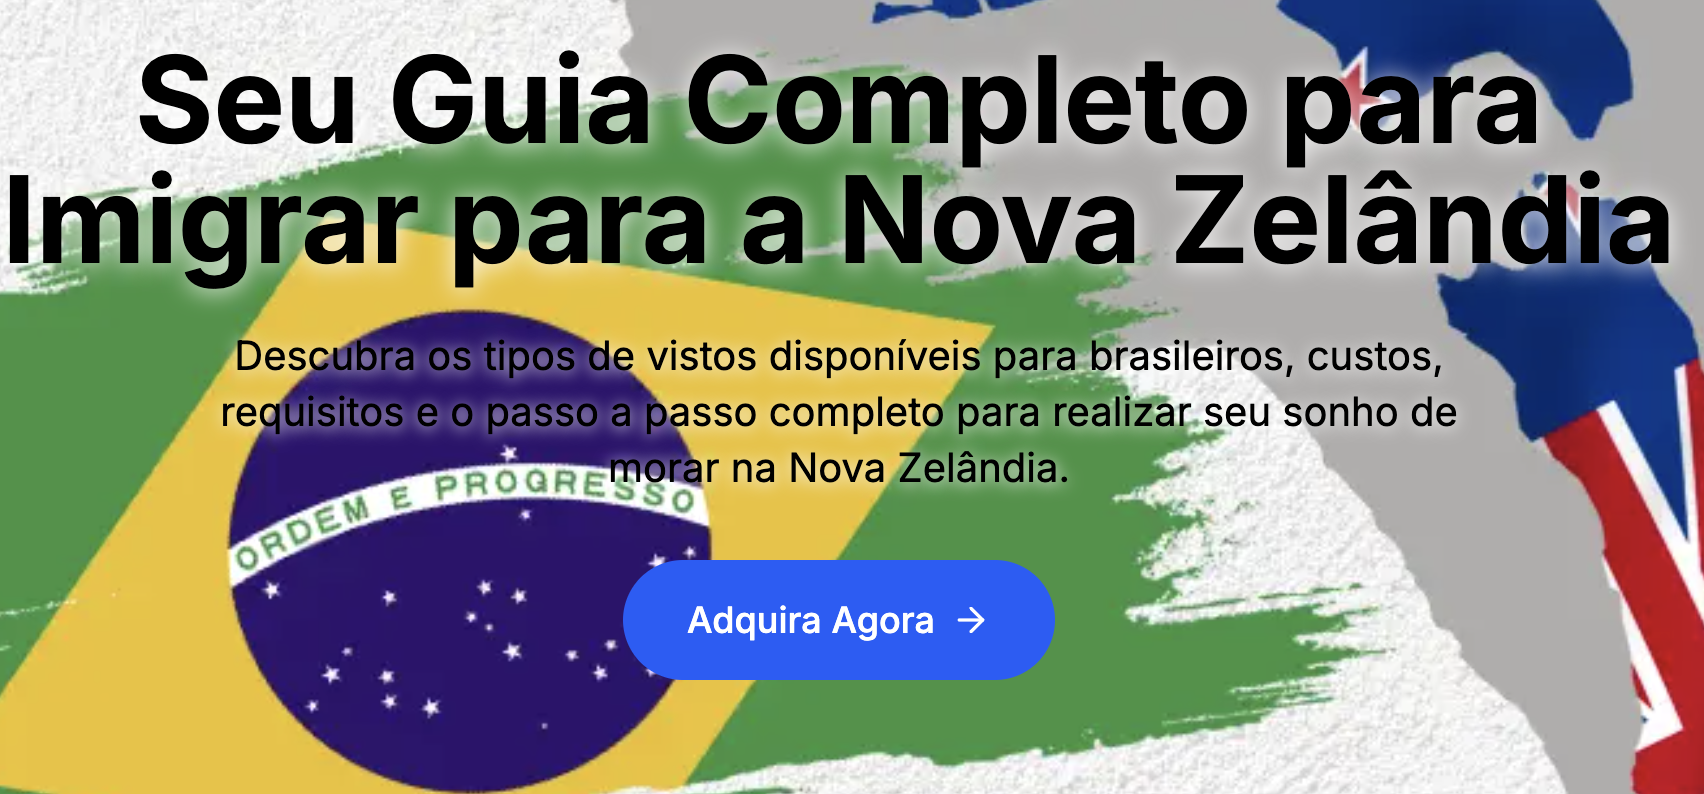 Seu Guia Completo para
Imigrar para a Nova Zelândia
Descubra os tipos de vistos disponíveis para brasileiros, custos,
requisitos e o passo a passo completo para realizar seu sonho de
morar na Nova Zelândia.
ORDEM E PROGRESSO
Adquira Agora →